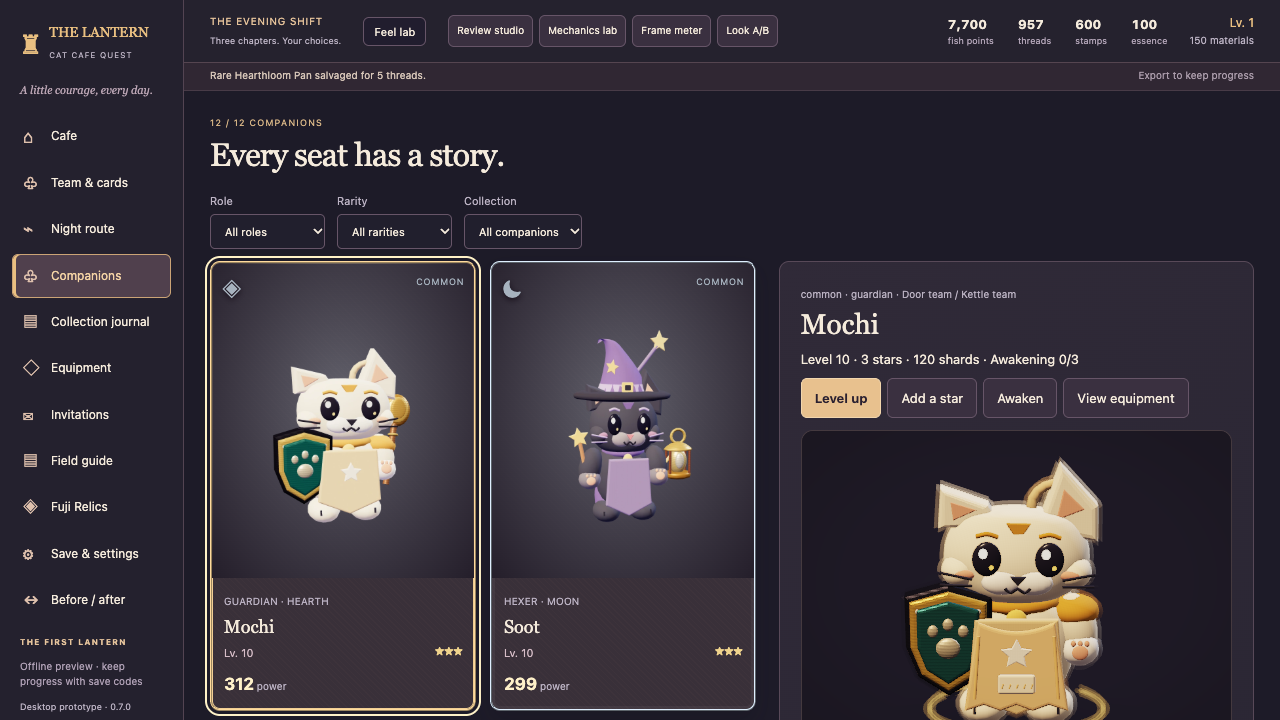 THE LANTERN
CAT CAFE QUEST
A little courage, every day.
Cafe
Team & cards
Night route
Companions
Collection journal
Equipment
Invitations
Field guide
Fuji Relics
Save & settings
Before / after
THE FIRST LANTERN
Offline preview · keep
progress with save codes
Desktop prototype · 0.7.0
THE EVENING SHIFT
Three chapters. Your choices.
Feel lab
Review studio
Mechanics lab
Frame meter
Look A/B
7,700
fish points
957
threads
600
stamps
100
essence
Lv. 1
150 materials
Rare Hearthloom Pan salvaged for 5 threads.
Export to keep progress
12 / 12 COMPANIONS
Every seat has a story.
Role
Rarity
Collection
All roles
All rarities
All companions
COMMON
GUARDIAN · HEARTH
Mochi
Lv. 10
312 power
COMMON
HEXER · MOON
Soot
Lv. 10
299 power
common · guardian · Door team / Kettle team
Mochi
Level 10 · 3 stars · 120 shards · Awakening 0/3
Level up
Add a star
Awaken
View equipment